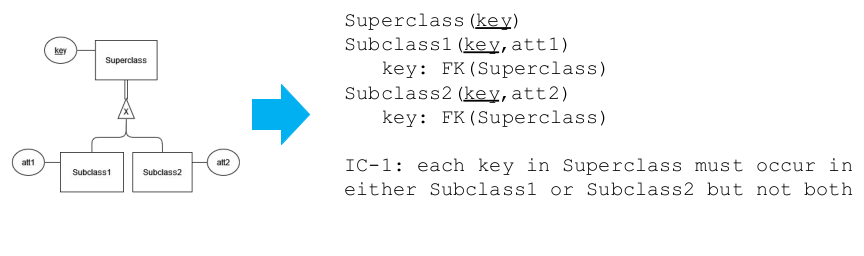 key
Superclass
X
att1
Subclass1
Subclass2
att2
Superclass(key)
Subclass1(key,att1)
key: FK(Superclass)
Subclass2(key,att2)
key: FK(Superclass)
IC-1: each key in Superclass must occur in
either Subclass1 or Subclass2 but not both